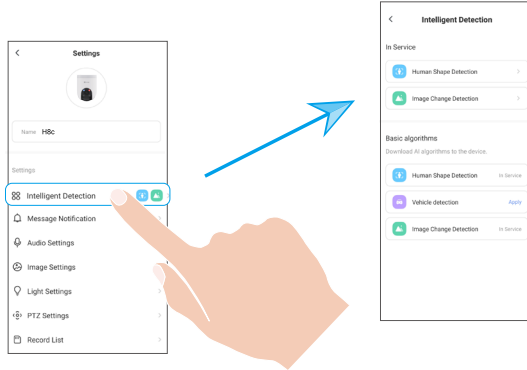 Settings
Name H8c
Settings
Intelligent Detection
Message Notification
Audio Settings
Image Settings
Light Settings
PTZ Settings
Record List
Intelligent Detection
In Service
Human Shape Detection
Image Change Detection
Basic algorithms
Download AI algorithms to the device.
Human Shape Detection In Service
Vehicle detection Apply
Image Change Detection In Service